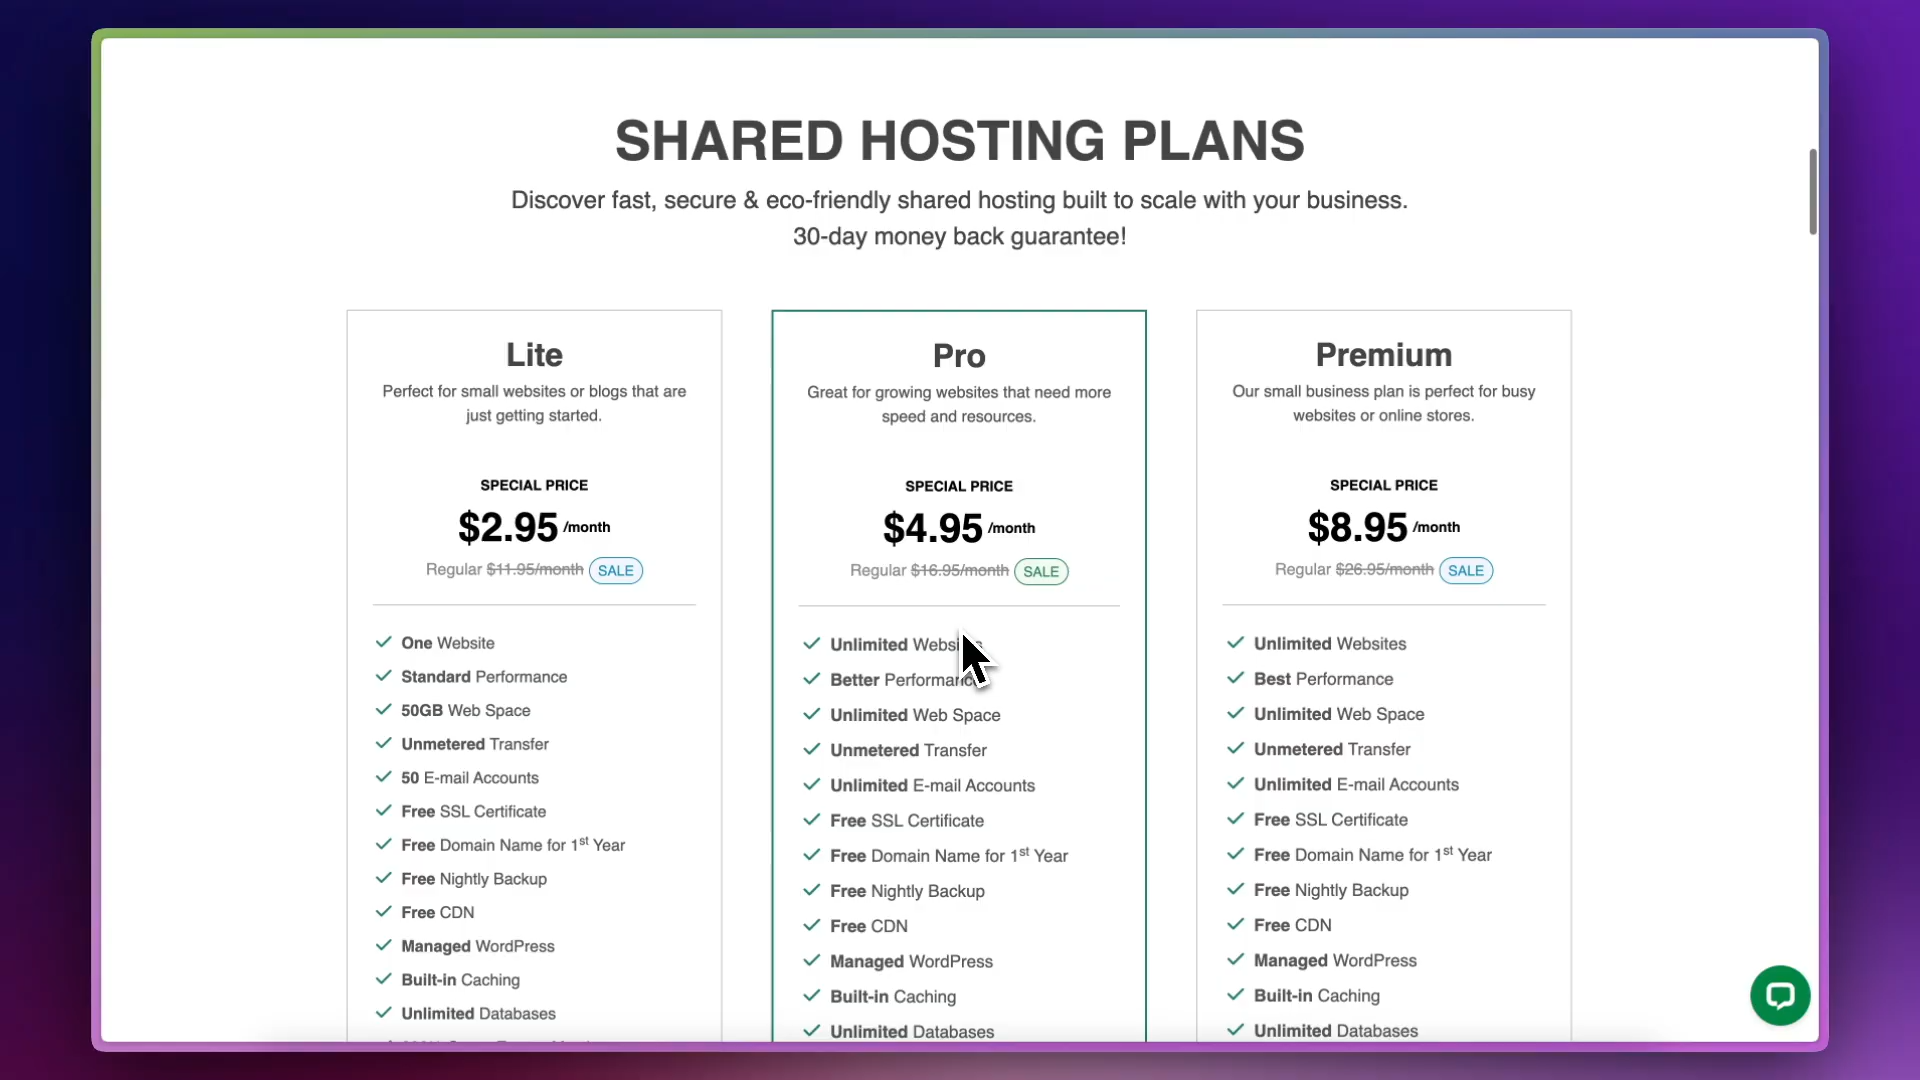 SHARED HOSTING PLANS
Discover fast, secure & eco-friendly shared hosting built to scale with your business.
30-day money back guarantee!
Lite
Perfect for small websites or blogs that are
just getting started.
SPECIAL PRICE
$2.95 /month
Regular $11.95/month SALE
One Website
Standard Performance
50GB Web Space
Unmetered Transfer
50 E-mail Accounts
Free SSL Certificate
Free Domain Name for 1st Year
Free Nightly Backup
Free CDN
Managed WordPress
Built-in Caching
Unlimited Databases
Pro
Great for growing websites that need more
speed and resources.
SPECIAL PRICE
$4.95 /month
Regular $16.95/month SALE
Unlimited Websites
Better Performance
Unlimited Web Space
Unmetered Transfer
Unlimited E-mail Accounts
Free SSL Certificate
Free Domain Name for 1st Year
Free Nightly Backup
Free CDN
Managed WordPress
Built-in Caching
Unlimited Databases
Premium
Our small business plan is perfect for busy
websites or online stores.
SPECIAL PRICE
$8.95 /month
Regular $26.95/month SALE
Unlimited Websites
Best Performance
Unlimited Web Space
Unmetered Transfer
Unlimited E-mail Accounts
Free SSL Certificate
Free Domain Name for 1st Year
Free Nightly Backup
Free CDN
Managed WordPress
Built-in Caching
Unlimited Databases